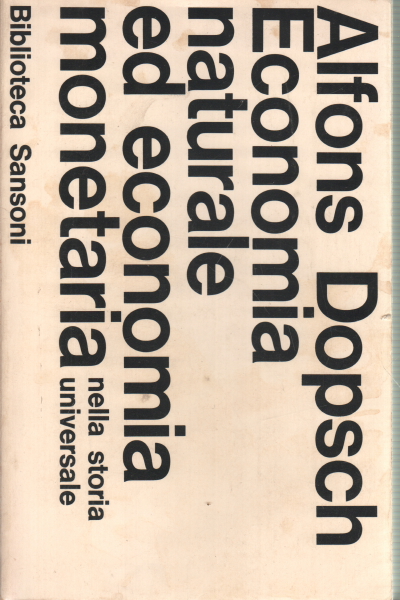 Alfons Dopsch
Economia
naturale
ed economia
monetaria nella storia
universale
Biblioteca Sansoni